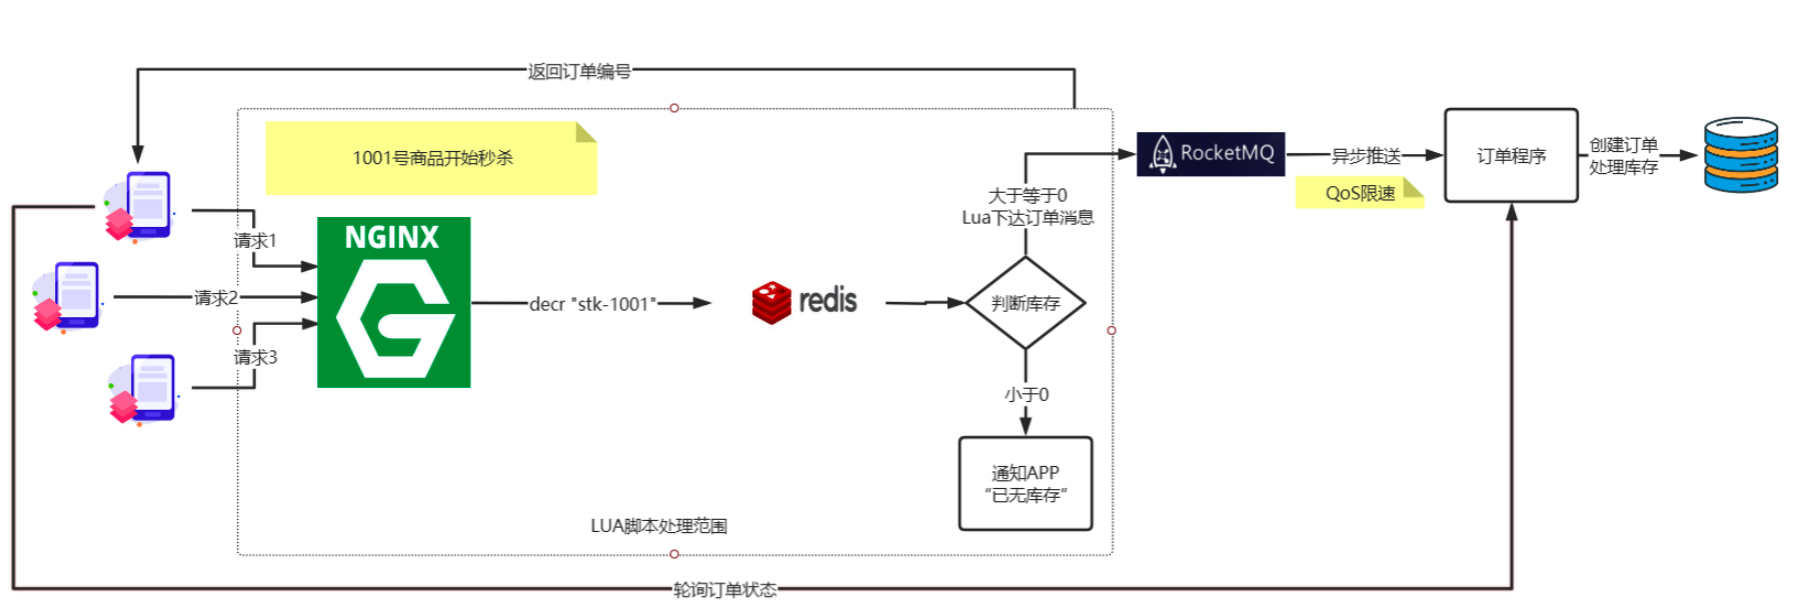 返回订单编号
1001号商品开始秒杀
RocketMQ
异步推送
订单程序
创建订单
处理库存
QoS限速
大于等于0
Lua下达订单消息
请求1
NGINX
请求2
decr "stk-1001"
redis
判断库存
请求3
小于0
通知APP
“已无库存”
LUA脚本处理范围
轮询订单状态